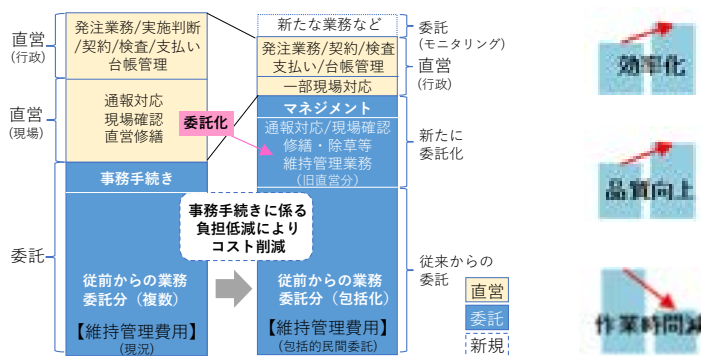 直営
(行政)
発注業務/実施判断
/契約/検査/支払い
台帳管理
直営
(現場)
通報対応
現場確認
直営修繕
事務手続き
委託
従前からの業務
委託分（複数）
【維持管理費用】
(現況)
委託化
事務手続きに係る
負担低減により
コスト削減
新たな業務など
発注業務/契約/検査
支払い/台帳管理
一部現場対応
マネジメント
通報対応/現場確認
修繕・除草等
維持管理業務
(旧直営分)
従前からの業務
委託分（包括化）
【維持管理費用】
(包括的民間委託)
委託
(モニタリング)
直営
(行政)
新たに
委託化
従来からの
委託
直営
委託
新規
効率化
品質向上
作業時間減